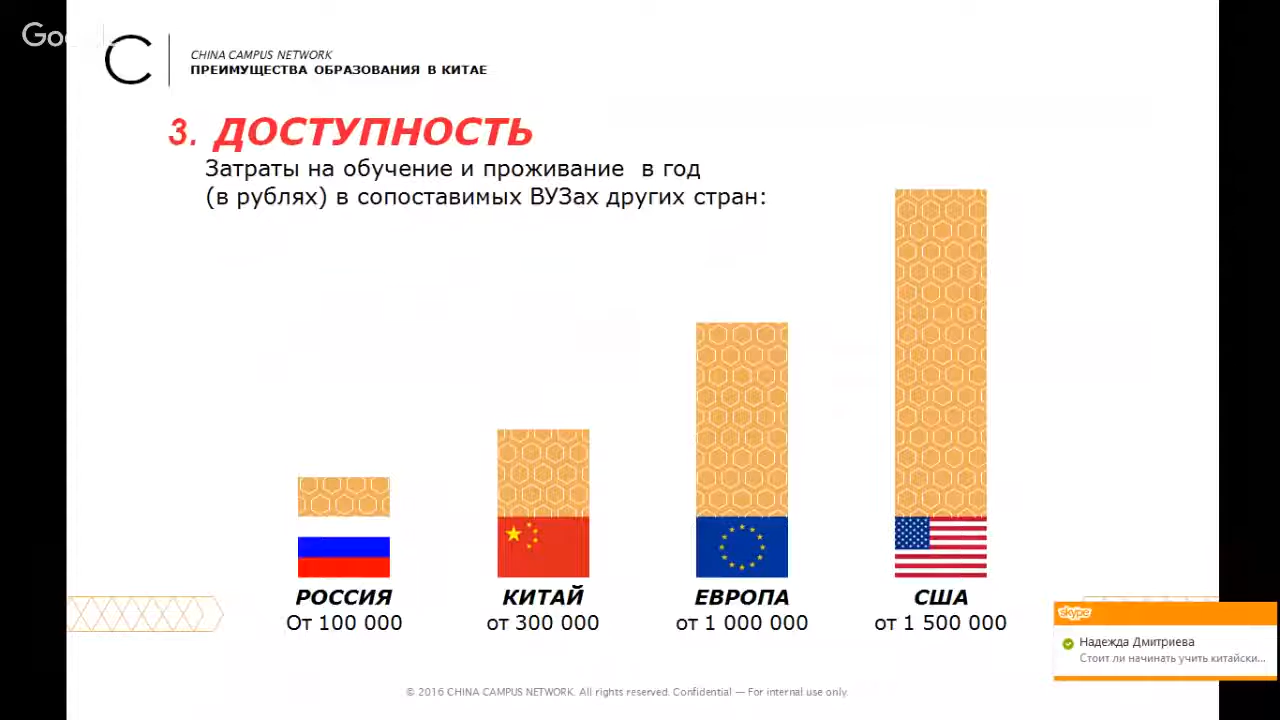 CHINA CAMPUS NETWORK
ПРЕИМУЩЕСТВА ОБРАЗОВАНИЯ В КИТАЕ
3. ДОСТУПНОСТЬ
Затраты на обучение и проживание в год
(в рублях) в сопоставимых ВУЗах других стран:
РОССИЯ КИТАЙ ЕВРОПА США
От 100 000 от 300 000 от 1 000 000 от 1 500 000
skype
Надежда Дмитриева
Стоит ли начинать учить китайски...
© 2016 CHINA CAMPUS NETWORK. All rights reserved. Confidential — For internal use only.